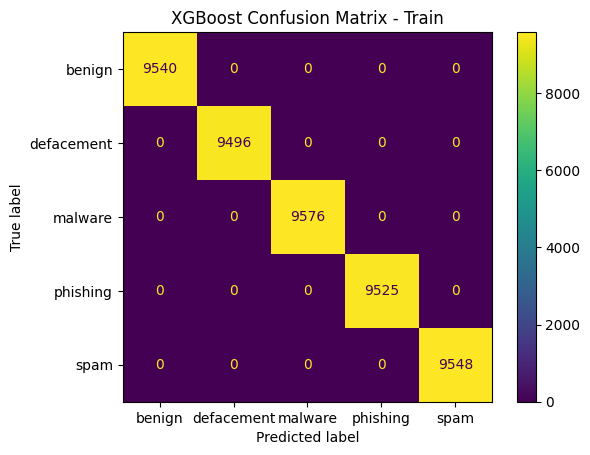 XGBoost Confusion Matrix - Train
True label
benign 9540 0 0 0 0
defacement 0 9496 0 0 0
malware 0 0 9576 0 0
phishing 0 0 0 9525 0
spam 0 0 0 0 9548
benign defacement malware phishing spam
Predicted label
8000
6000
4000
2000
0